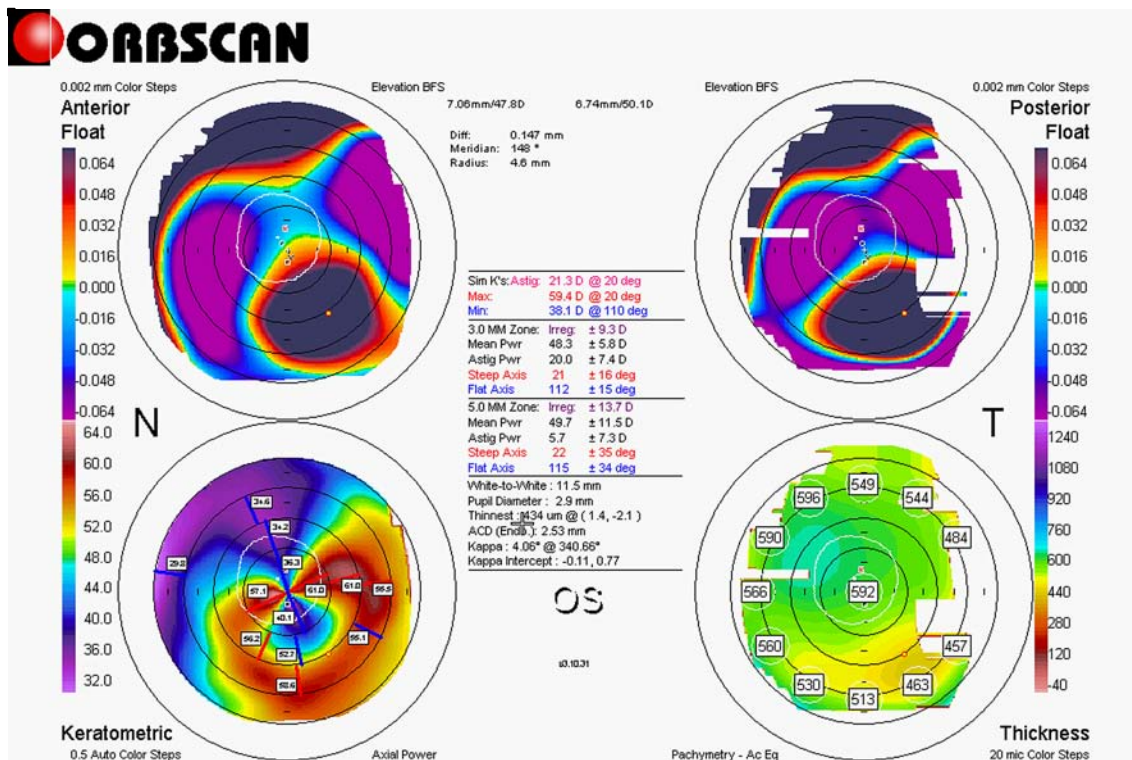 ORBSCAN
0.002 mm Color Steps
Elevation BFS
Elevation BFS
0.002 mm Color Steps
Anterior
Float
7.06mm/47.8D 6.74mm/50.1D
Posterior
Float
Diff: 0.147 mm
Meridian: 148 °
Radius: 4.6 mm
0.064
0.048
0.032
0.016
0.000
-0.016
-0.032
-0.048
-0.064
0.064
0.048
0.032
0.016
0.000
-0.016
-0.032
-0.048
-0.064
N
T
Sim K's: Astig: 21.3 D @ 20 deg
Max: 59.4 D @ 20 deg
Min: 38.1 D @ 110 deg
3.0 MM Zone: Irreg: ± 9.3 D
Mean Pwr 48.3 ± 5.8 D
Astig Pwr 20.0 ± 7.4 D
Steep Axis 21 ± 16 deg
Flat Axis 112 ± 15 deg
5.0 MM Zone: Irreg: ± 13.7 D
Mean Pwr 49.7 ± 11.5 D
Astig Pwr 5.7 ± 7.3 D
Steep Axis 22 ± 35 deg
Flat Axis 115 ± 34 deg
White-to-White : 11.5 mm
Pupil Diameter : 2.9 mm
Thinnest : 434 um @ ( 1.4, -2.1 )
ACD (Endo.): 2.53 mm
Kappa : 4.06° @ 340.66°
Kappa Intercept : -0.11, 0.77
OS
64.0
60.0
56.0
52.0
48.0
44.0
40.0
36.0
32.0
34.6
34.2
29.8
36.3
57.1
61.0
61.0
55.5
40.1
56.2
52.7
55.1
1240
1080
920
760
600
440
280
120
-40
549
596
544
590
484
566
592
560
457
530
513
463
Keratometric
0.5 Auto Color Steps
Axial Power
Pachymetry - Ac Eq
Thickness
20 mic Color Steps